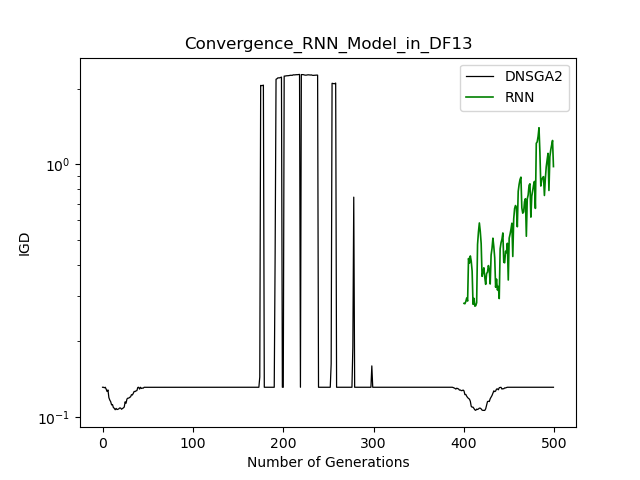 Convergence_RNN_Model_in_DF13
DNSGA2
RNN
IGD
10⁰
10⁻¹
0 100 200 300 400 500
Number of Generations